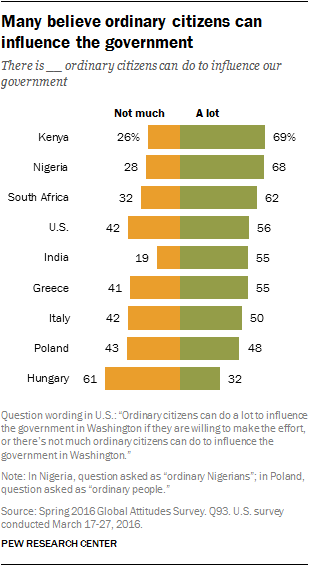 Many believe ordinary citizens can
influence the government
There is ___ ordinary citizens can do to influence our
government
Not much A lot
Kenya 26% 69%
Nigeria 28 68
South Africa 32 62
U.S. 42 56
India 19 55
Greece 41 55
Italy 42 50
Poland 43 48
Hungary 61 32
Question wording in U.S.: “Ordinary citizens can do a lot to influence
the government in Washington if they are willing to make the effort,
or there’s not much ordinary citizens can do to influence the
government in Washington.”
Note: In Nigeria, question asked as “ordinary Nigerians”; in Poland,
question asked as “ordinary people.”
Source: Spring 2016 Global Attitudes Survey. Q93. U.S. survey
conducted March 17-27, 2016.
PEW RESEARCH CENTER